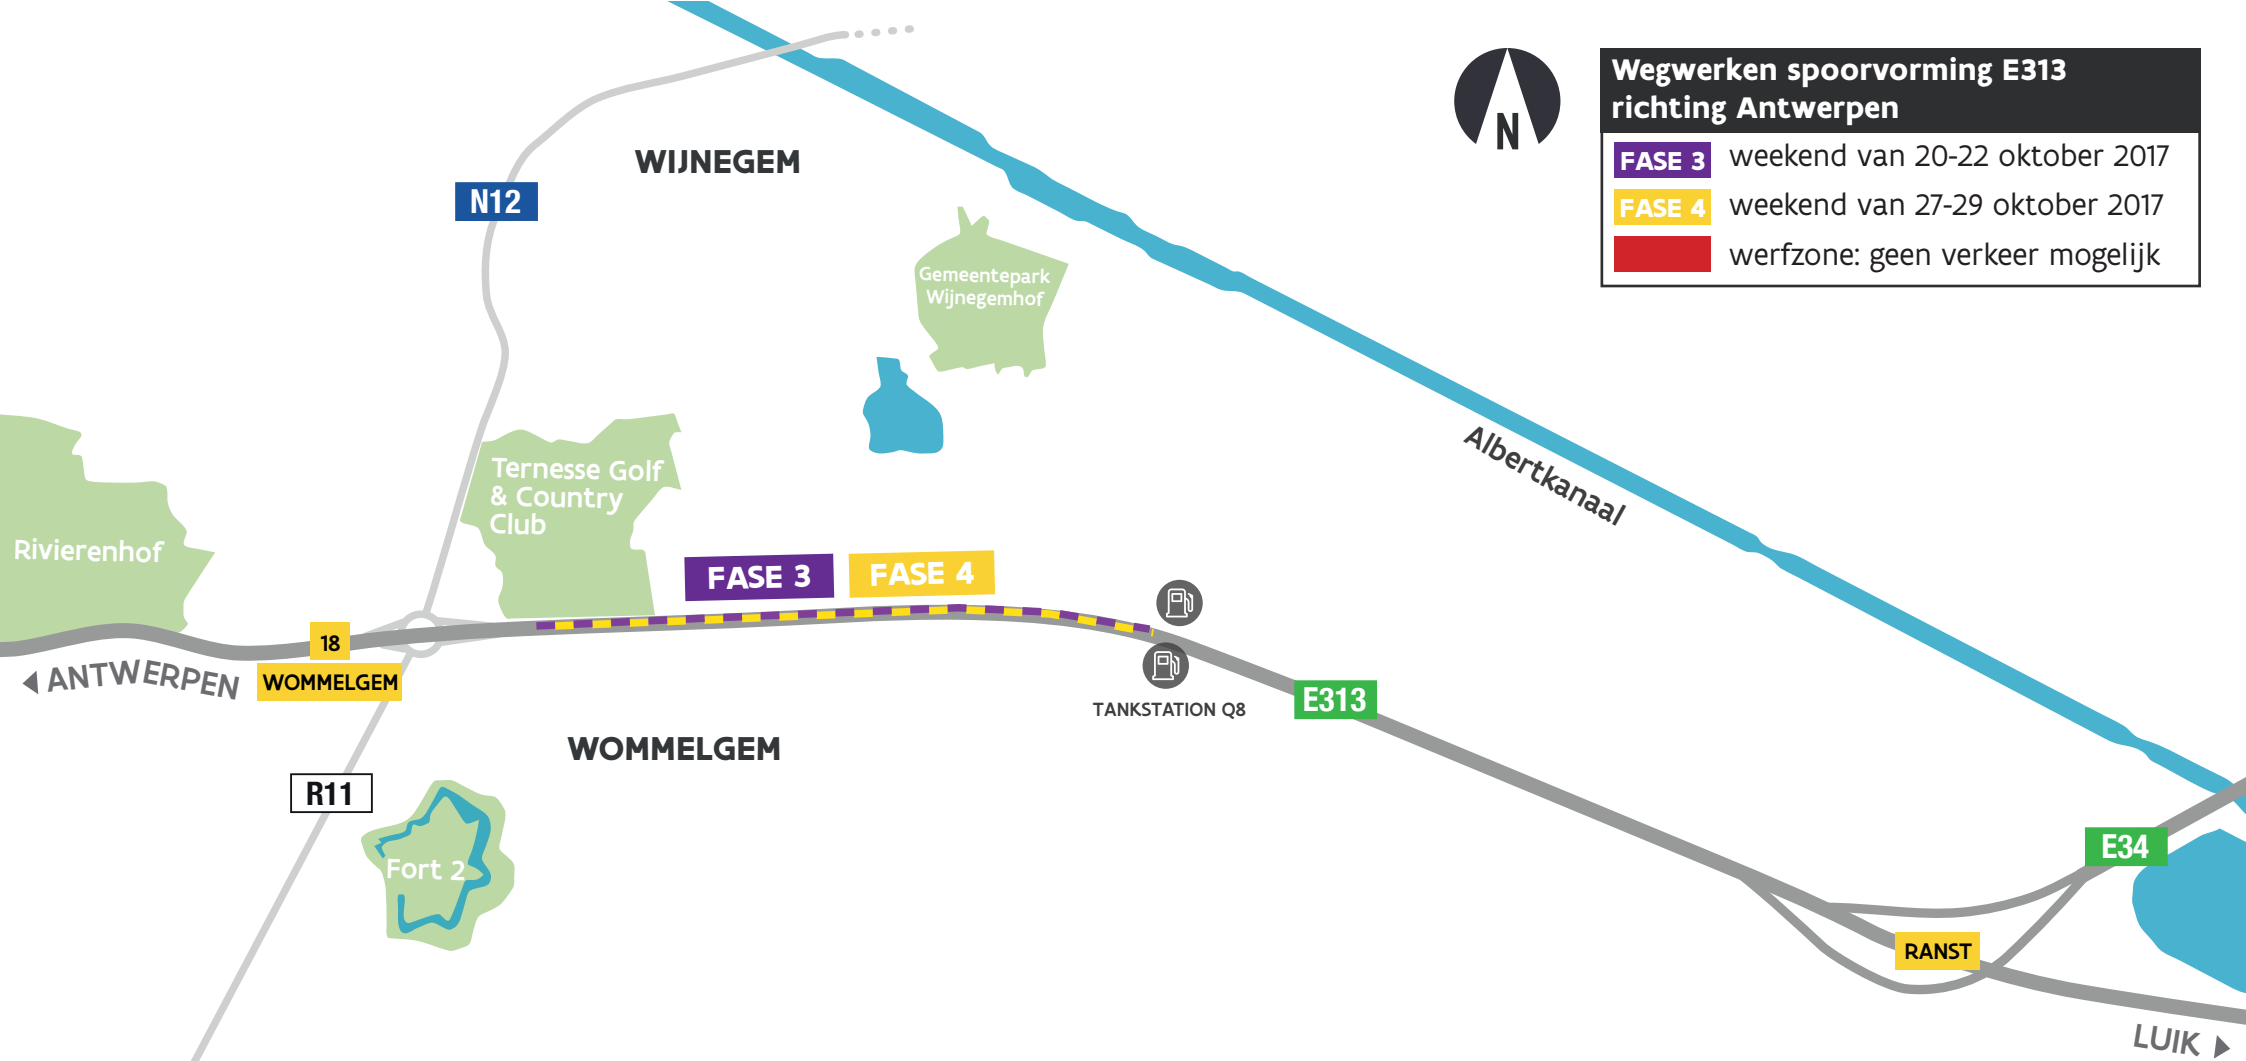 Wegwerken spoorvorming E313
richting Antwerpen
FASE 3 weekend van 20-22 oktober 2017
FASE 4 weekend van 27-29 oktober 2017
werfzone: geen verkeer mogelijk
N
WIJNEGEM
N12
Gemeentepark
Wijnegemhof
Albertkanaal
Ternesse Golf
& Country
Club
Rivierenhof
FASE 3
FASE 4
18
WOMMELGEM
ANTWERPEN
TANKSTATION Q8
E313
WOMMELGEM
R11
Fort 2
E34
RANST
LUIK